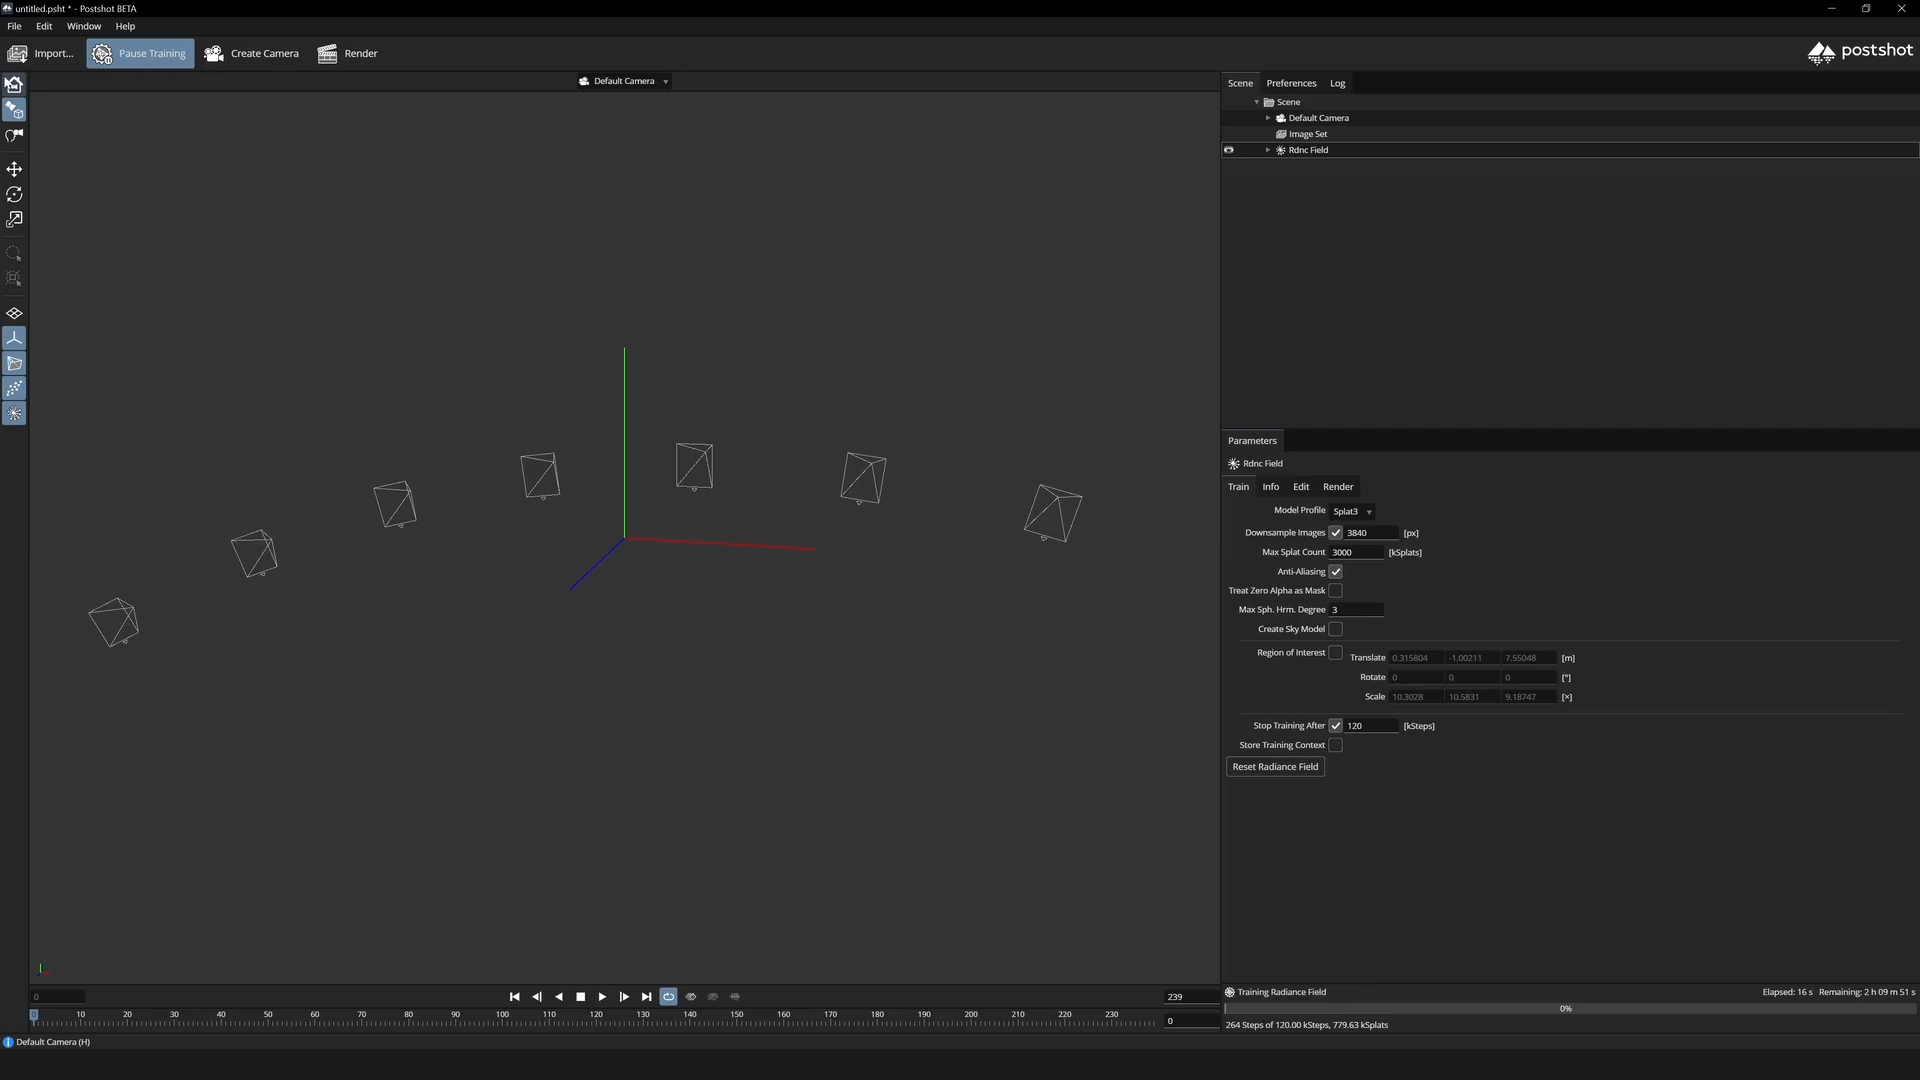 untitled.psht * - Postshot BETA
File Edit Window Help
Import... Pause Training Create Camera Render
postshot
Default Camera
Scene Preferences Log
Scene
Default Camera
Image Set
Rdnc Field
Parameters
Rdnc Field
Train Info Edit Render
Model Profile Splat3
Downsample Images 3840 [px]
Max Splat Count 3000 [kSplats]
Anti-Aliasing
Treat Zero Alpha as Mask
Max Sph. Hrm. Degree 3
Create Sky Model
Region of Interest Translate 0.315804 -1.00211 7.55048 [m]
Rotate 0 0 0 [°]
Scale 10.3028 10.5831 9.18747 [×]
Stop Training After 120 [kSteps]
Store Training Context
Reset Radiance Field
0 239
0 10 20 30 40 50 60 70 80 90 100 110 120 130 140 150 160 170 180 190 200 210 220 230 0
Training Radiance Field Elapsed: 16 s Remaining: 2 h 09 m 51 s
0%
264 Steps of 120.00 kSteps, 779.63 kSplats
Default Camera (H)